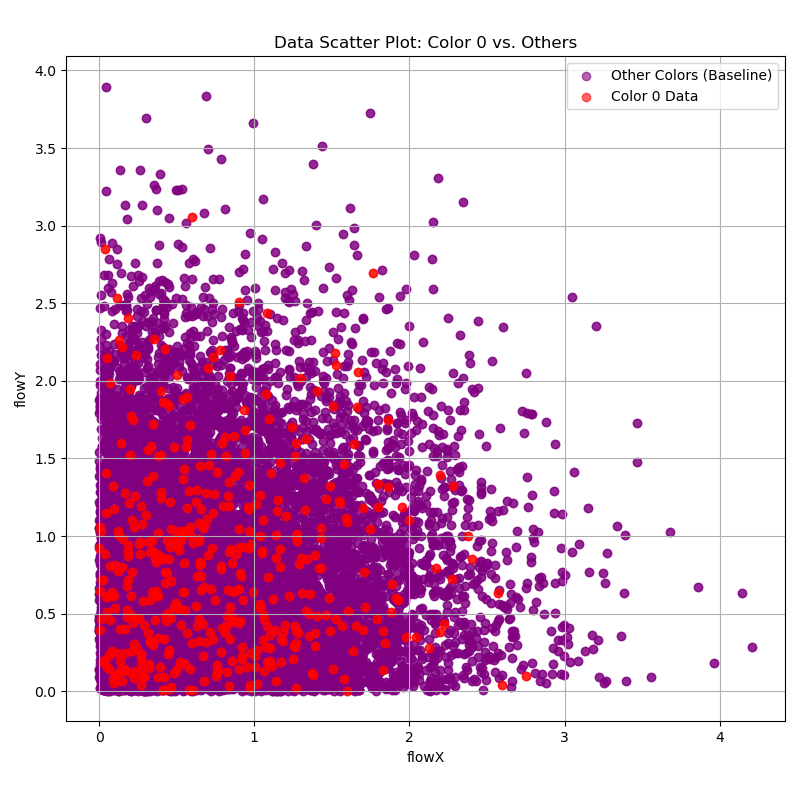 Data Scatter Plot: Color 0 vs. Others
Other Colors (Baseline)
Color 0 Data
4.0
3.5
3.0
2.5
2.0
1.5
1.0
0.5
0.0
flowY
0 1 2 3 4
flowX